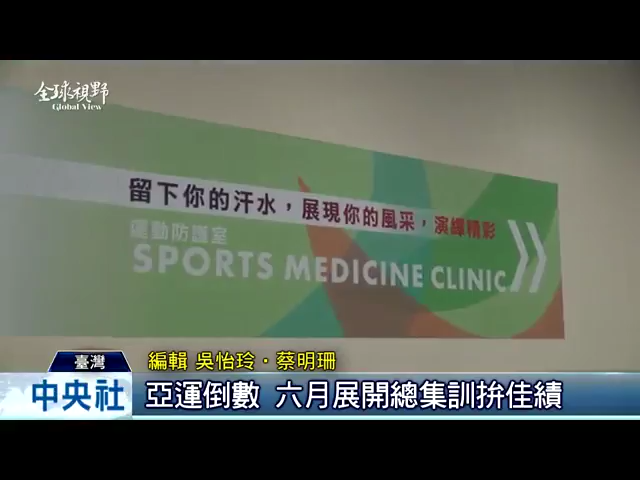 全球視野
Global View
留下你的汗水，展現你的風采，演繹精彩
運動防護室
SPORTS MEDICINE CLINIC
臺灣
編輯 吳怡玲·蔡明珊
中央社
亞運倒數 六月展開總集訓拚佳績